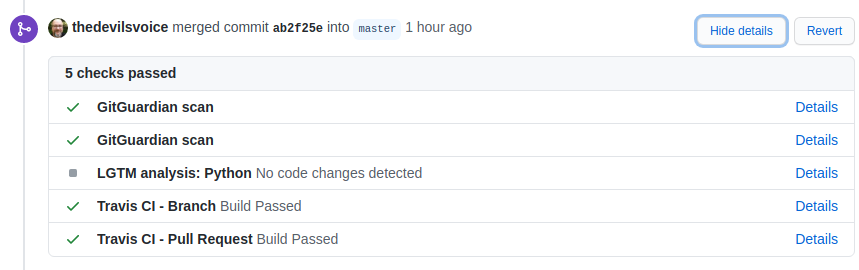 thedevilsvoice merged commit ab2f25e into master 1 hour ago Hide details Revert
5 checks passed
GitGuardian scan Details
GitGuardian scan Details
LGTM analysis: Python No code changes detected Details
Travis CI - Branch Build Passed Details
Travis CI - Pull Request Build Passed Details